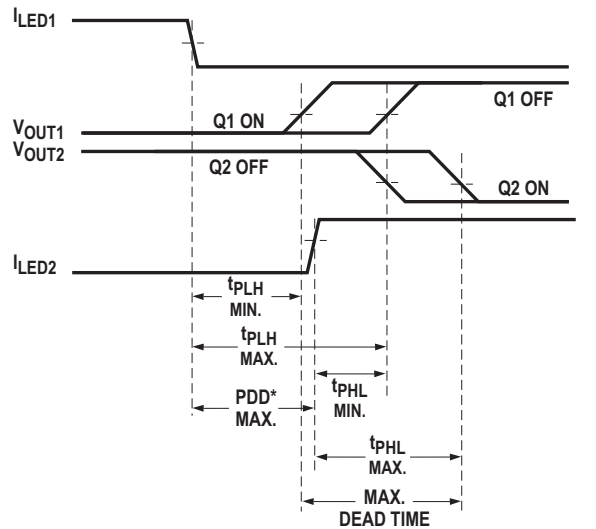 ILED1
Q1 ON
Q1 OFF
VOUT1
VOUT2
Q2 OFF
Q2 ON
ILED2
tPLH
MIN.
tPLH
MAX.
tPHL
MIN.
PDD*
MAX.
tPHL
MAX.
MAX.
DEAD TIME